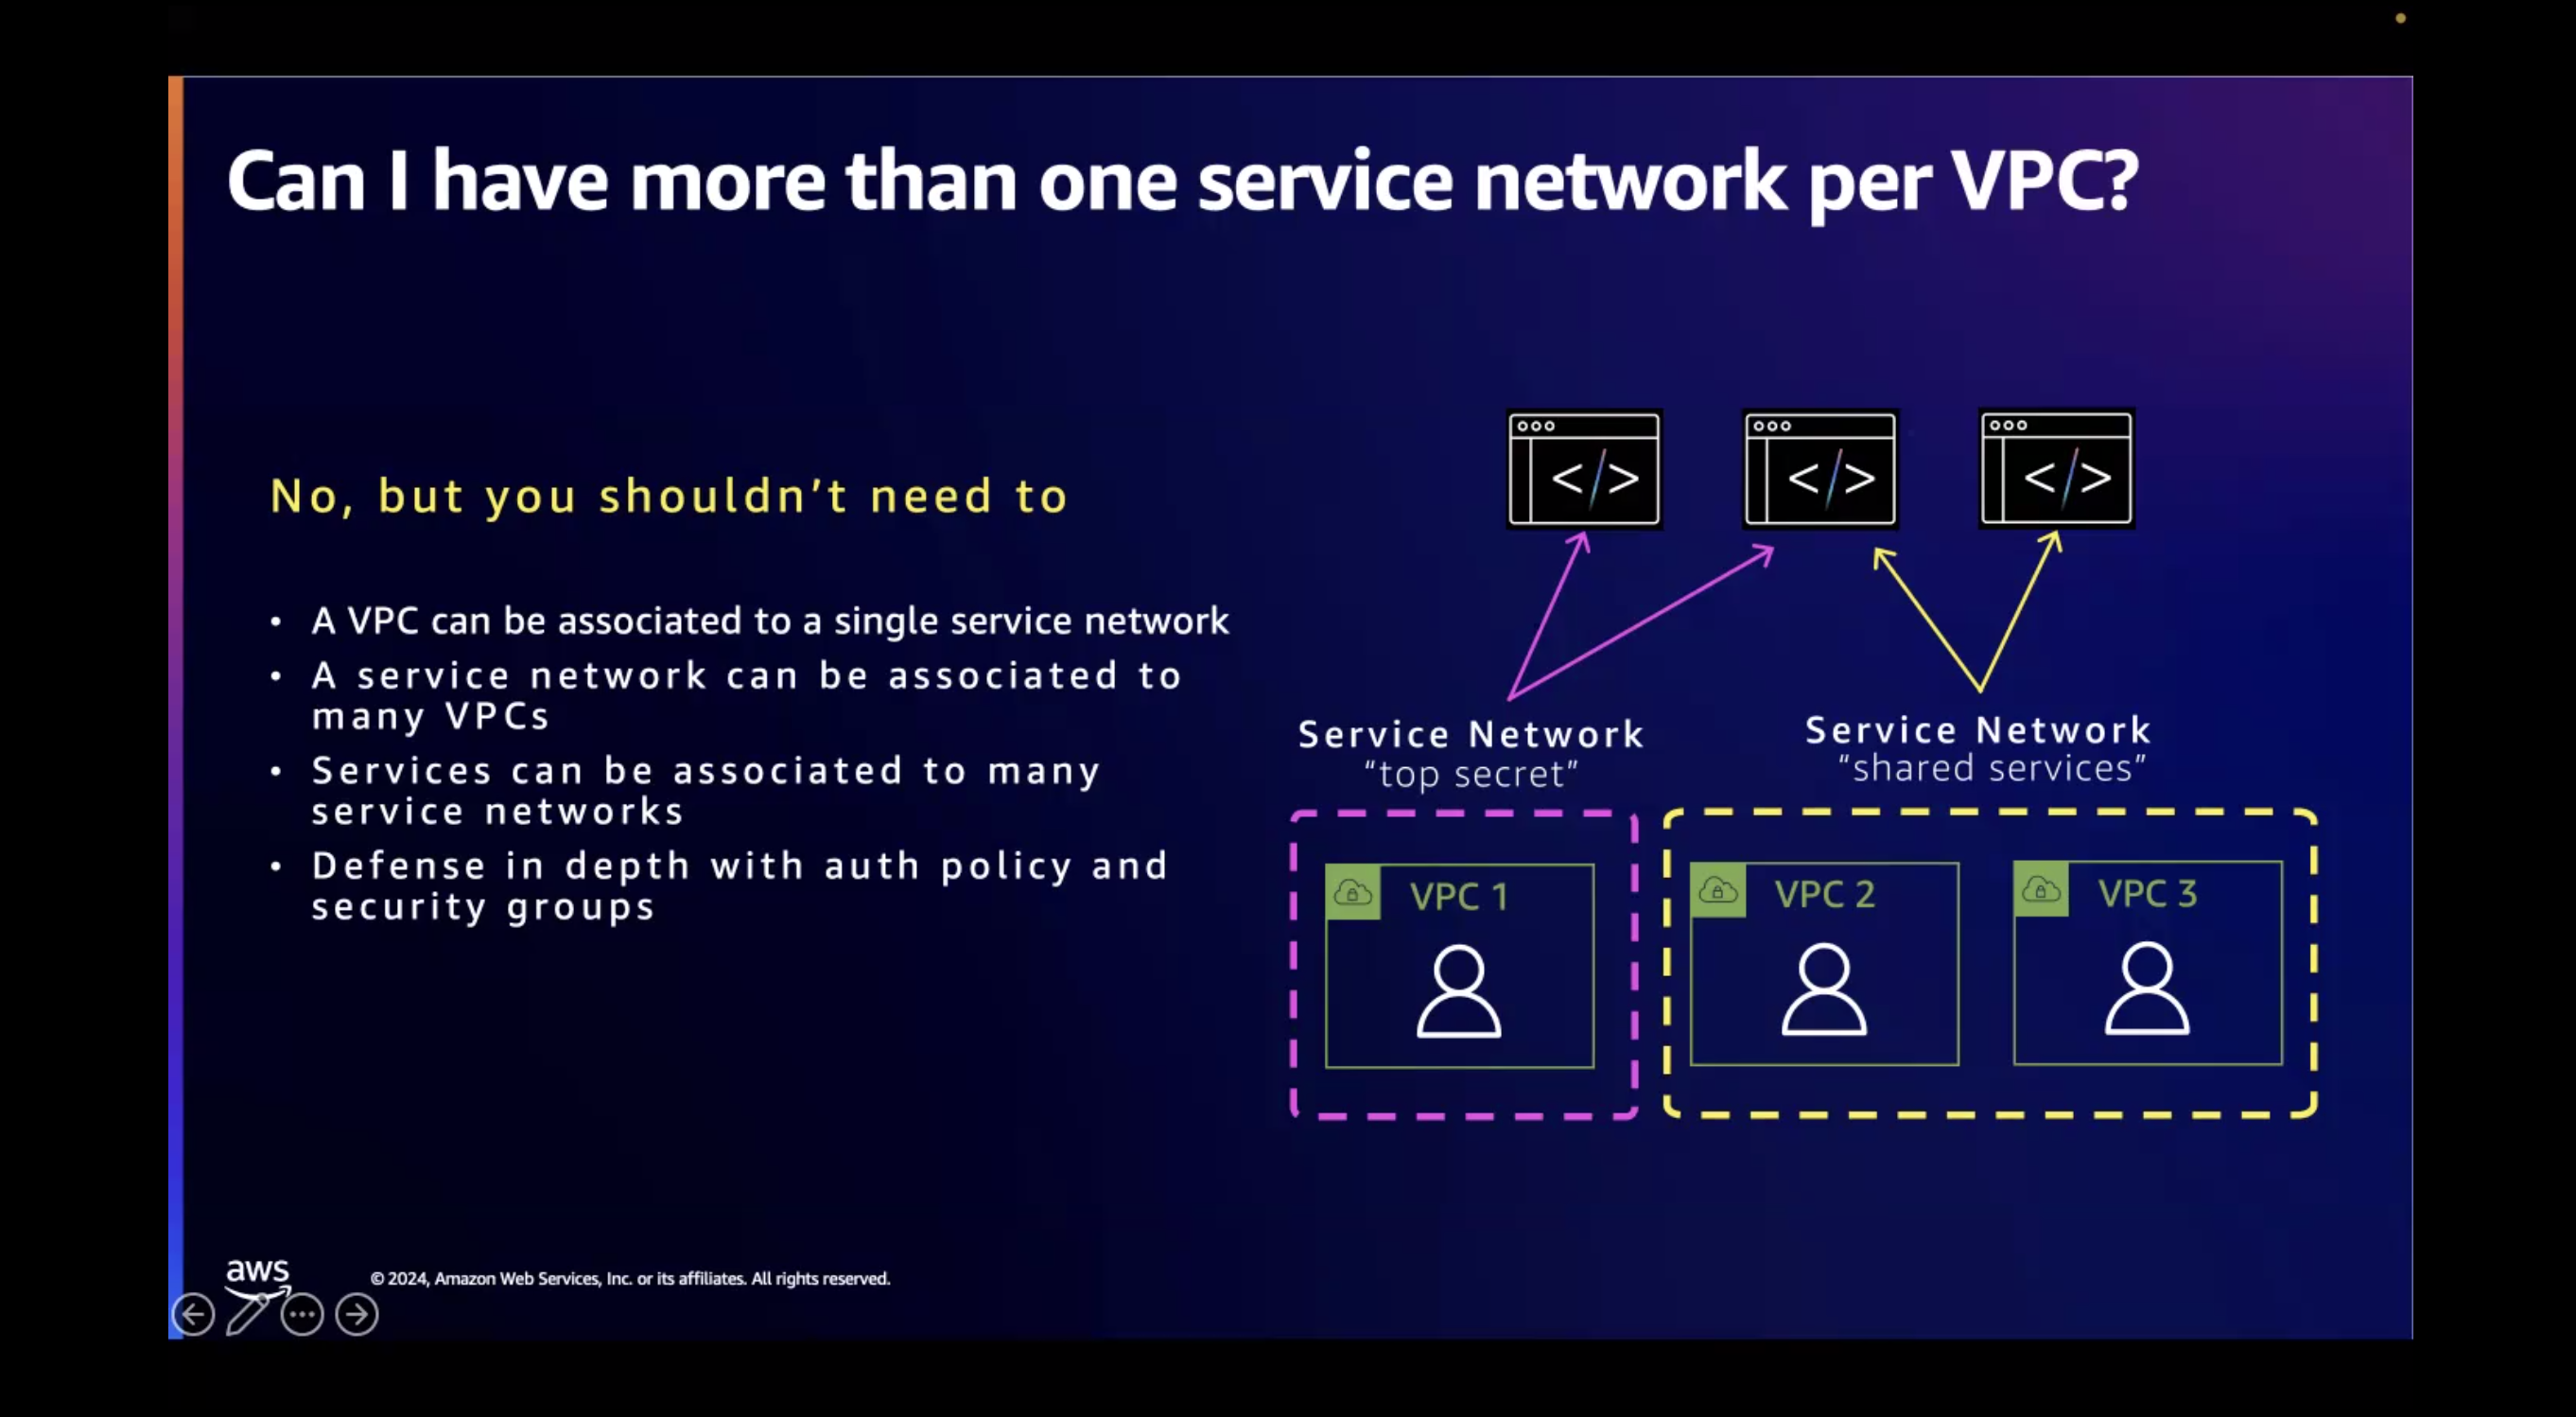 Can I have more than one service network per VPC?
No, but you shouldn’t need to
• A VPC can be associated to a single service network
• A service network can be associated to
many VPCs
• Services can be associated to many
service networks
• Defense in depth with auth policy and
security groups
</>
</>
</>
Service Network
“top secret”
Service Network
“shared services”
VPC 1
VPC 2
VPC 3
aws
© 2024, Amazon Web Services, Inc. or its affiliates. All rights reserved.